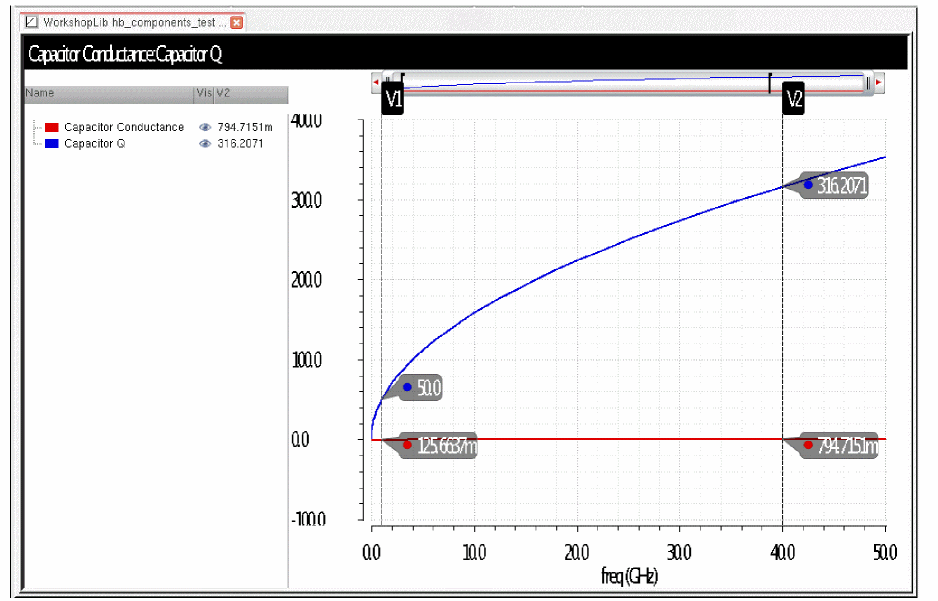 WorkshopLib hb_components_test ...
Capacitor Conductance:Capacitor Q
Name Vis V2
Capacitor Conductance 794.7151m
Capacitor Q 316.2071
V1
V2
400.0
300.0
200.0
100.0
0.0
-100.0
316.2071
50.0
125.6637m
794.7151m
0.0 10.0 20.0 30.0 40.0 50.0
freq (GHz)